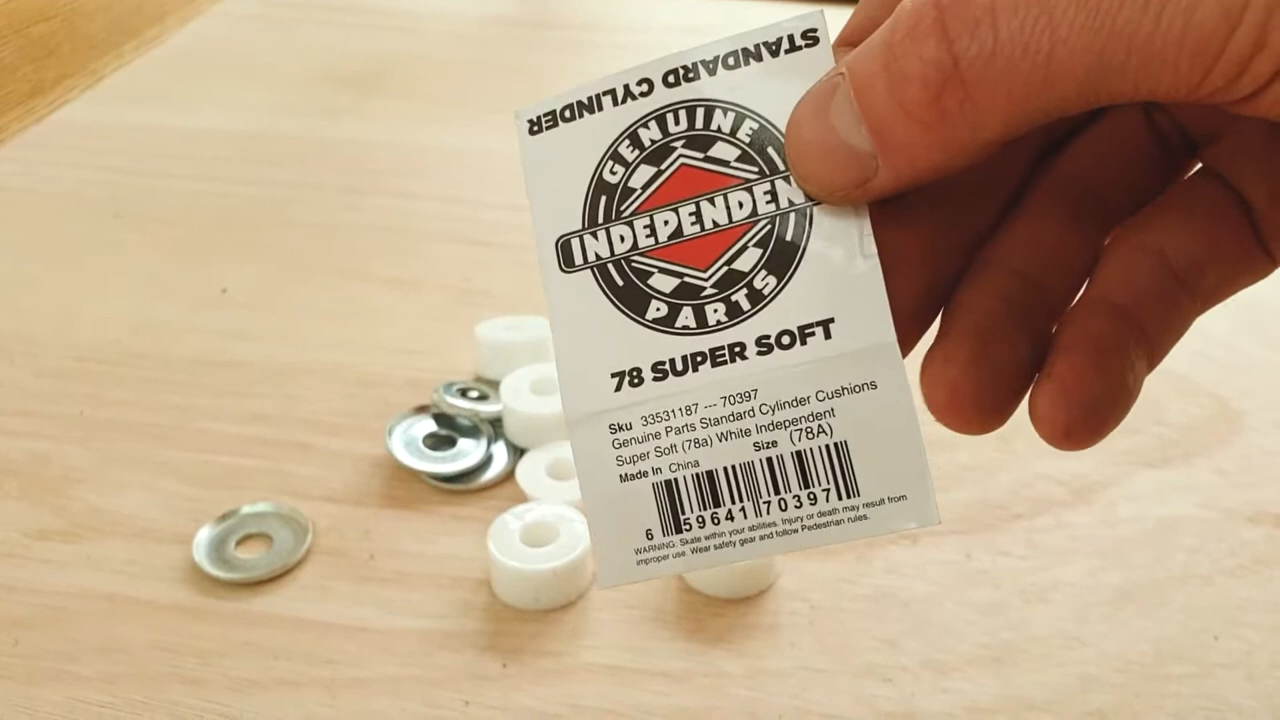 STANDARD CYLINDER
GENUINE
INDEPENDEN
PARTS
78 SUPER SOFT
Sku 33531187 --- 70397
Genuine Parts Standard Cylinder Cushions
Super Soft (78a) White Independent
Size (78A)
Made In China
6 59641 70397
WARNING: Skate within your abilities. Injury or death may result from
improper use. Wear safety gear and follow Pedestrian rules.